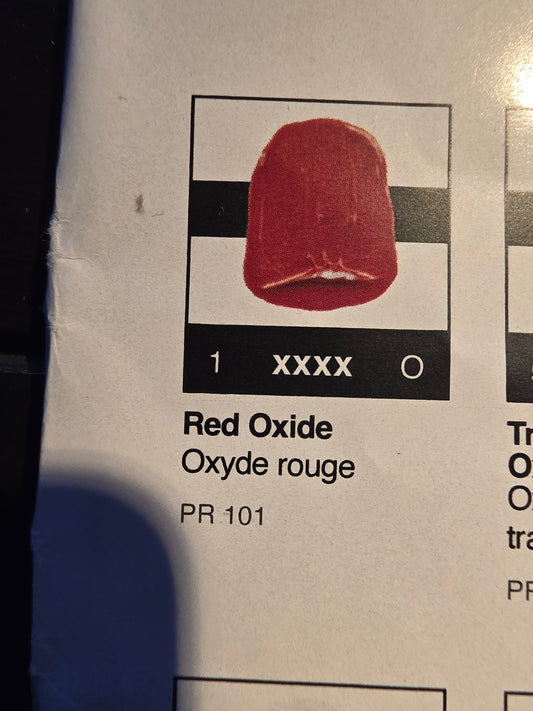 1 XXXX O
Red Oxide
Oxyde rouge
PR 101